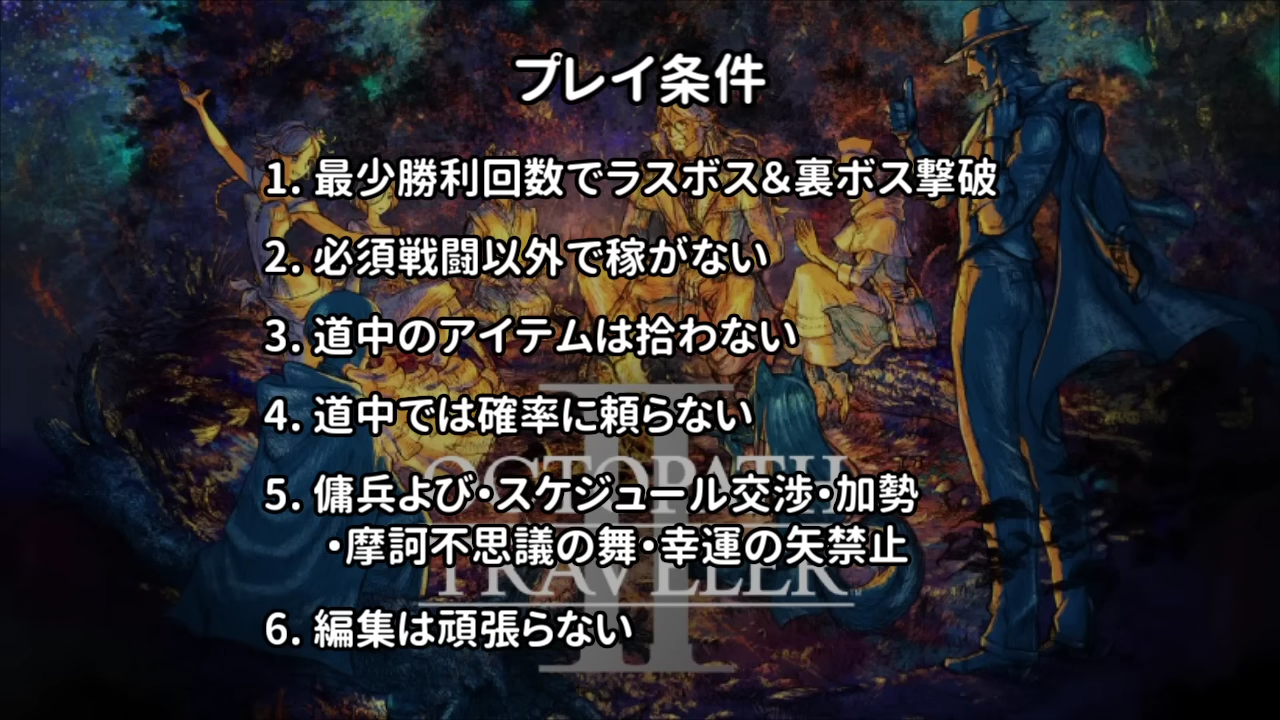 プレイ条件
1. 最少勝利回数でラスボス&裏ボス撃破
2. 必須戦闘以外で稼がない
3. 道中のアイテムは拾わない
4. 道中では確率に頼らない
5. 傭兵よび・スケジュール交渉・加勢
・摩訶不思議の舞・幸運の矢禁止
6. 編集は頑張らない
OCTOPATH
TRAVELER
II